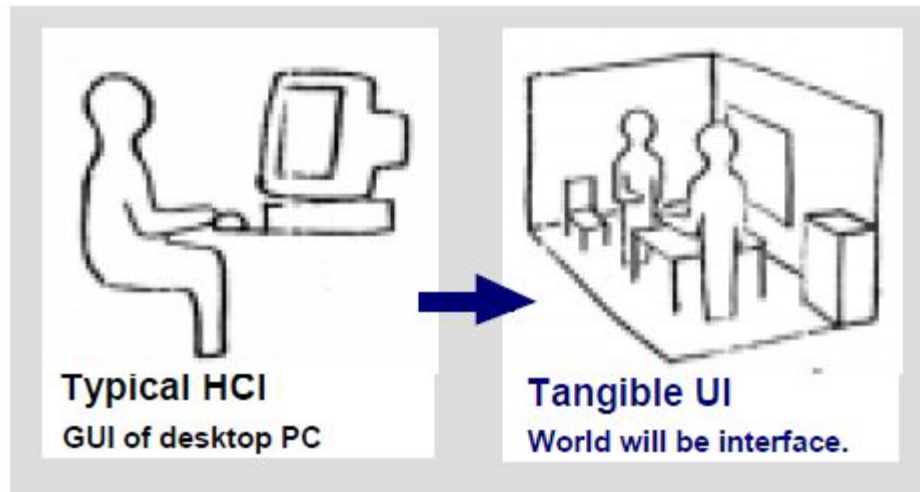 Typical HCI
GUI of desktop PC
Tangible UI
World will be interface.